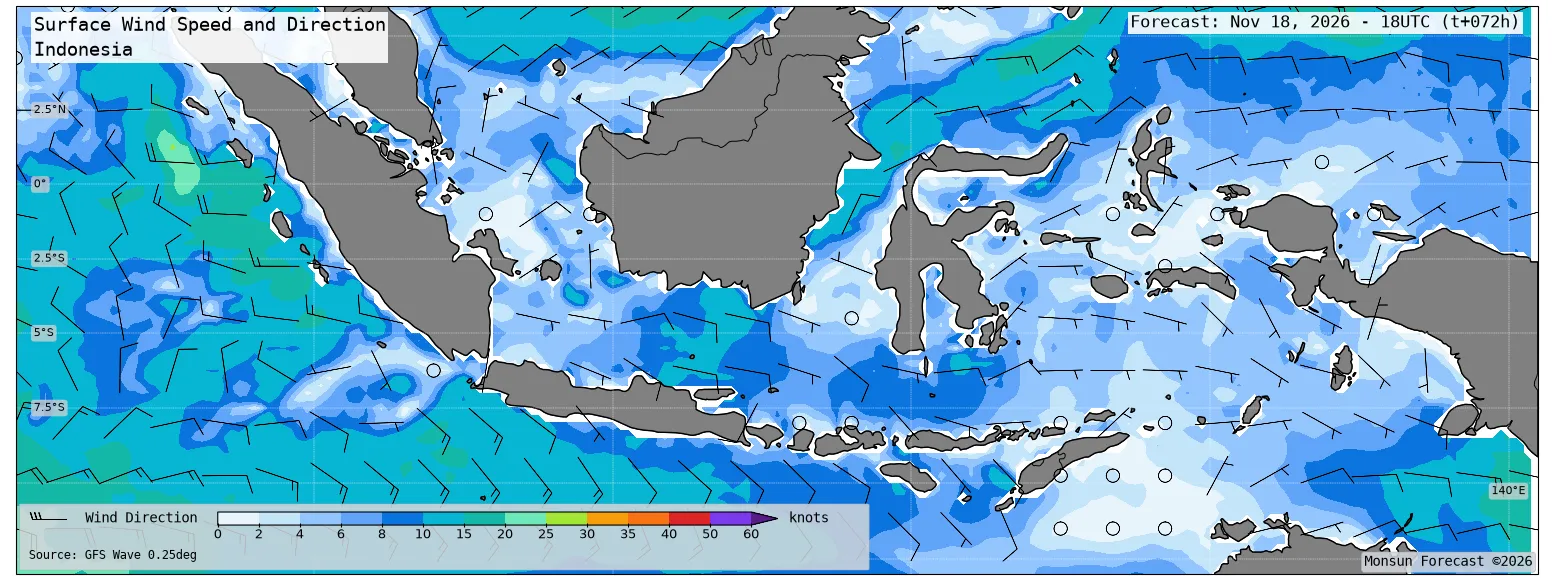 Surface Wind Speed and Direction
Indonesia
Forecast: Nov 18, 2026 - 18UTC (t+072h)
2.5°N
0°
2.5°S
5°S
7.5°S
140°E
Wind Direction
knots
0 2 4 6 8 10 15 20 25 30 35 40 50 60
Source: GFS Wave 0.25deg
Monsun Forecast ©2026